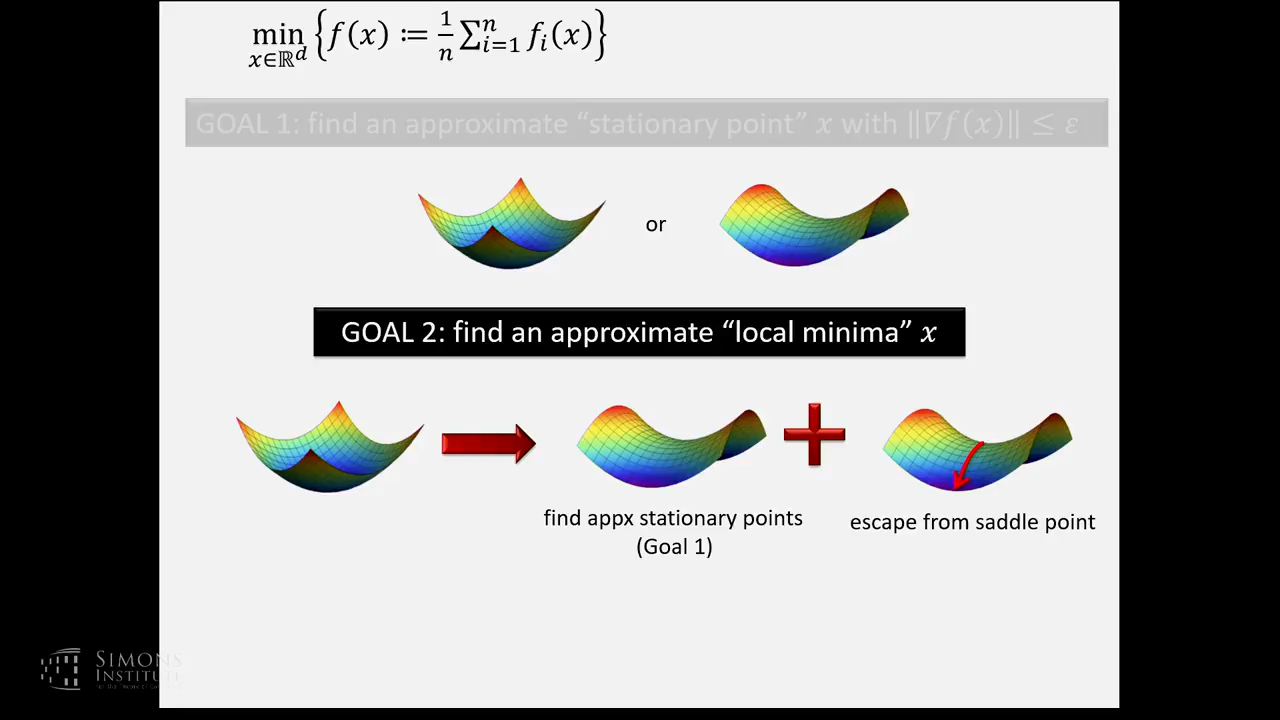 min x∈ℝᵈ {f(x) ≔ 1/n ∑ⁿᵢ₌₁ fᵢ(x)}
GOAL 1: find an approximate “stationary point” x with ‖∇f(x)‖ ≤ ε
or
GOAL 2: find an approximate “local minima” x
find appx stationary points
(Goal 1)
escape from saddle point
SIMONS
INSTITUTE